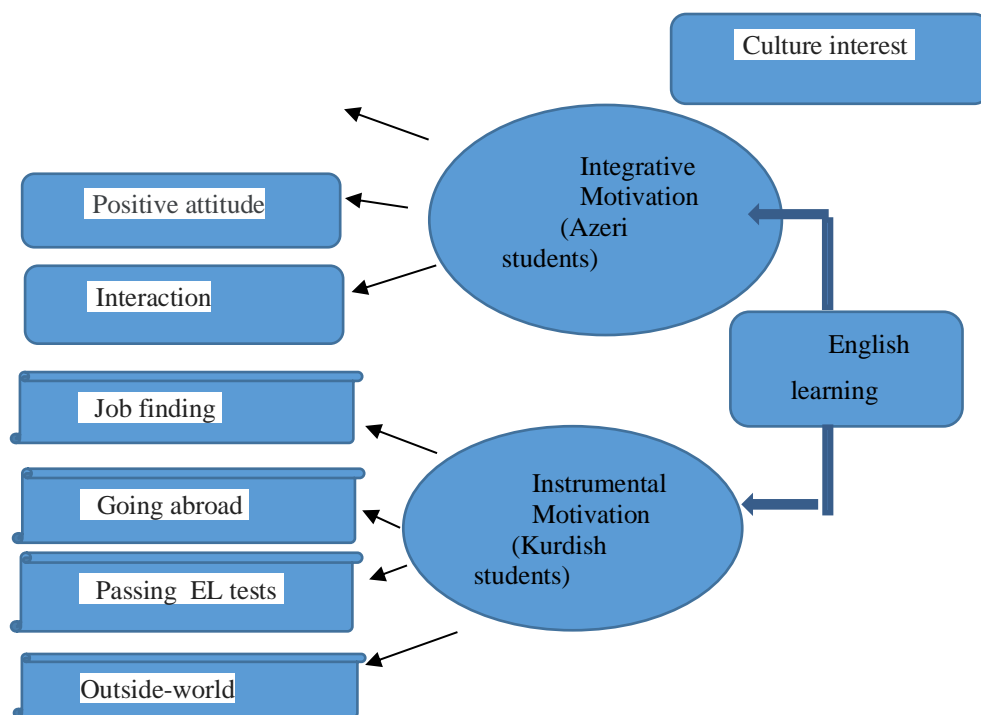 Culture interest
Integrative
Motivation
(Azeri
students)
Positive attitude
Interaction
English
learning
Job finding
Going abroad
Instrumental
Motivation
(Kurdish
students)
Passing EL tests
Outside-world